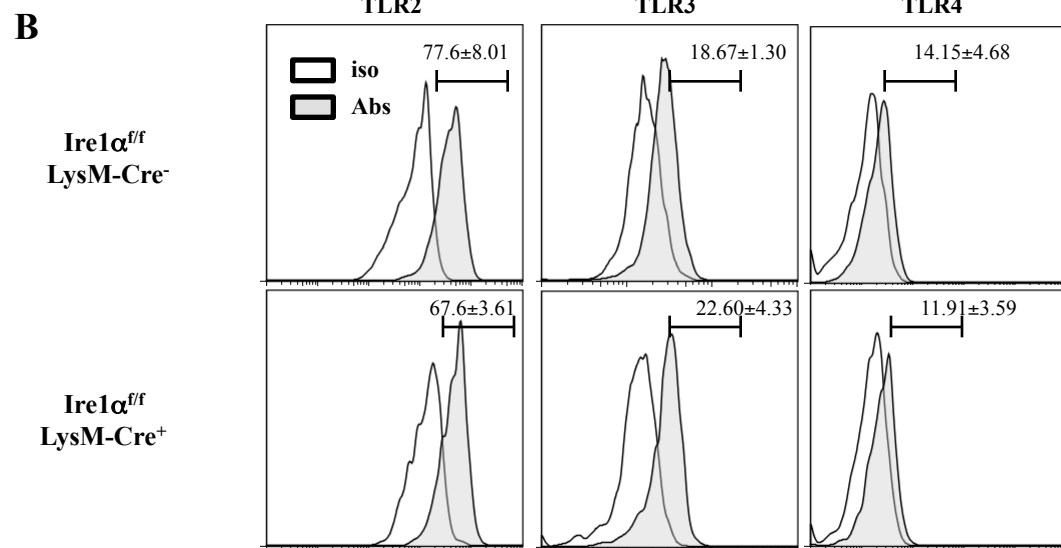 TLR2 TLR3 TLR4
B
77.6±8.01 18.67±1.30 14.15±4.68
iso
Abs
Ire1α^f/f
LysM-Cre^-
67.6±3.61 22.60±4.33 11.91±3.59
Ire1α^f/f
LysM-Cre^+